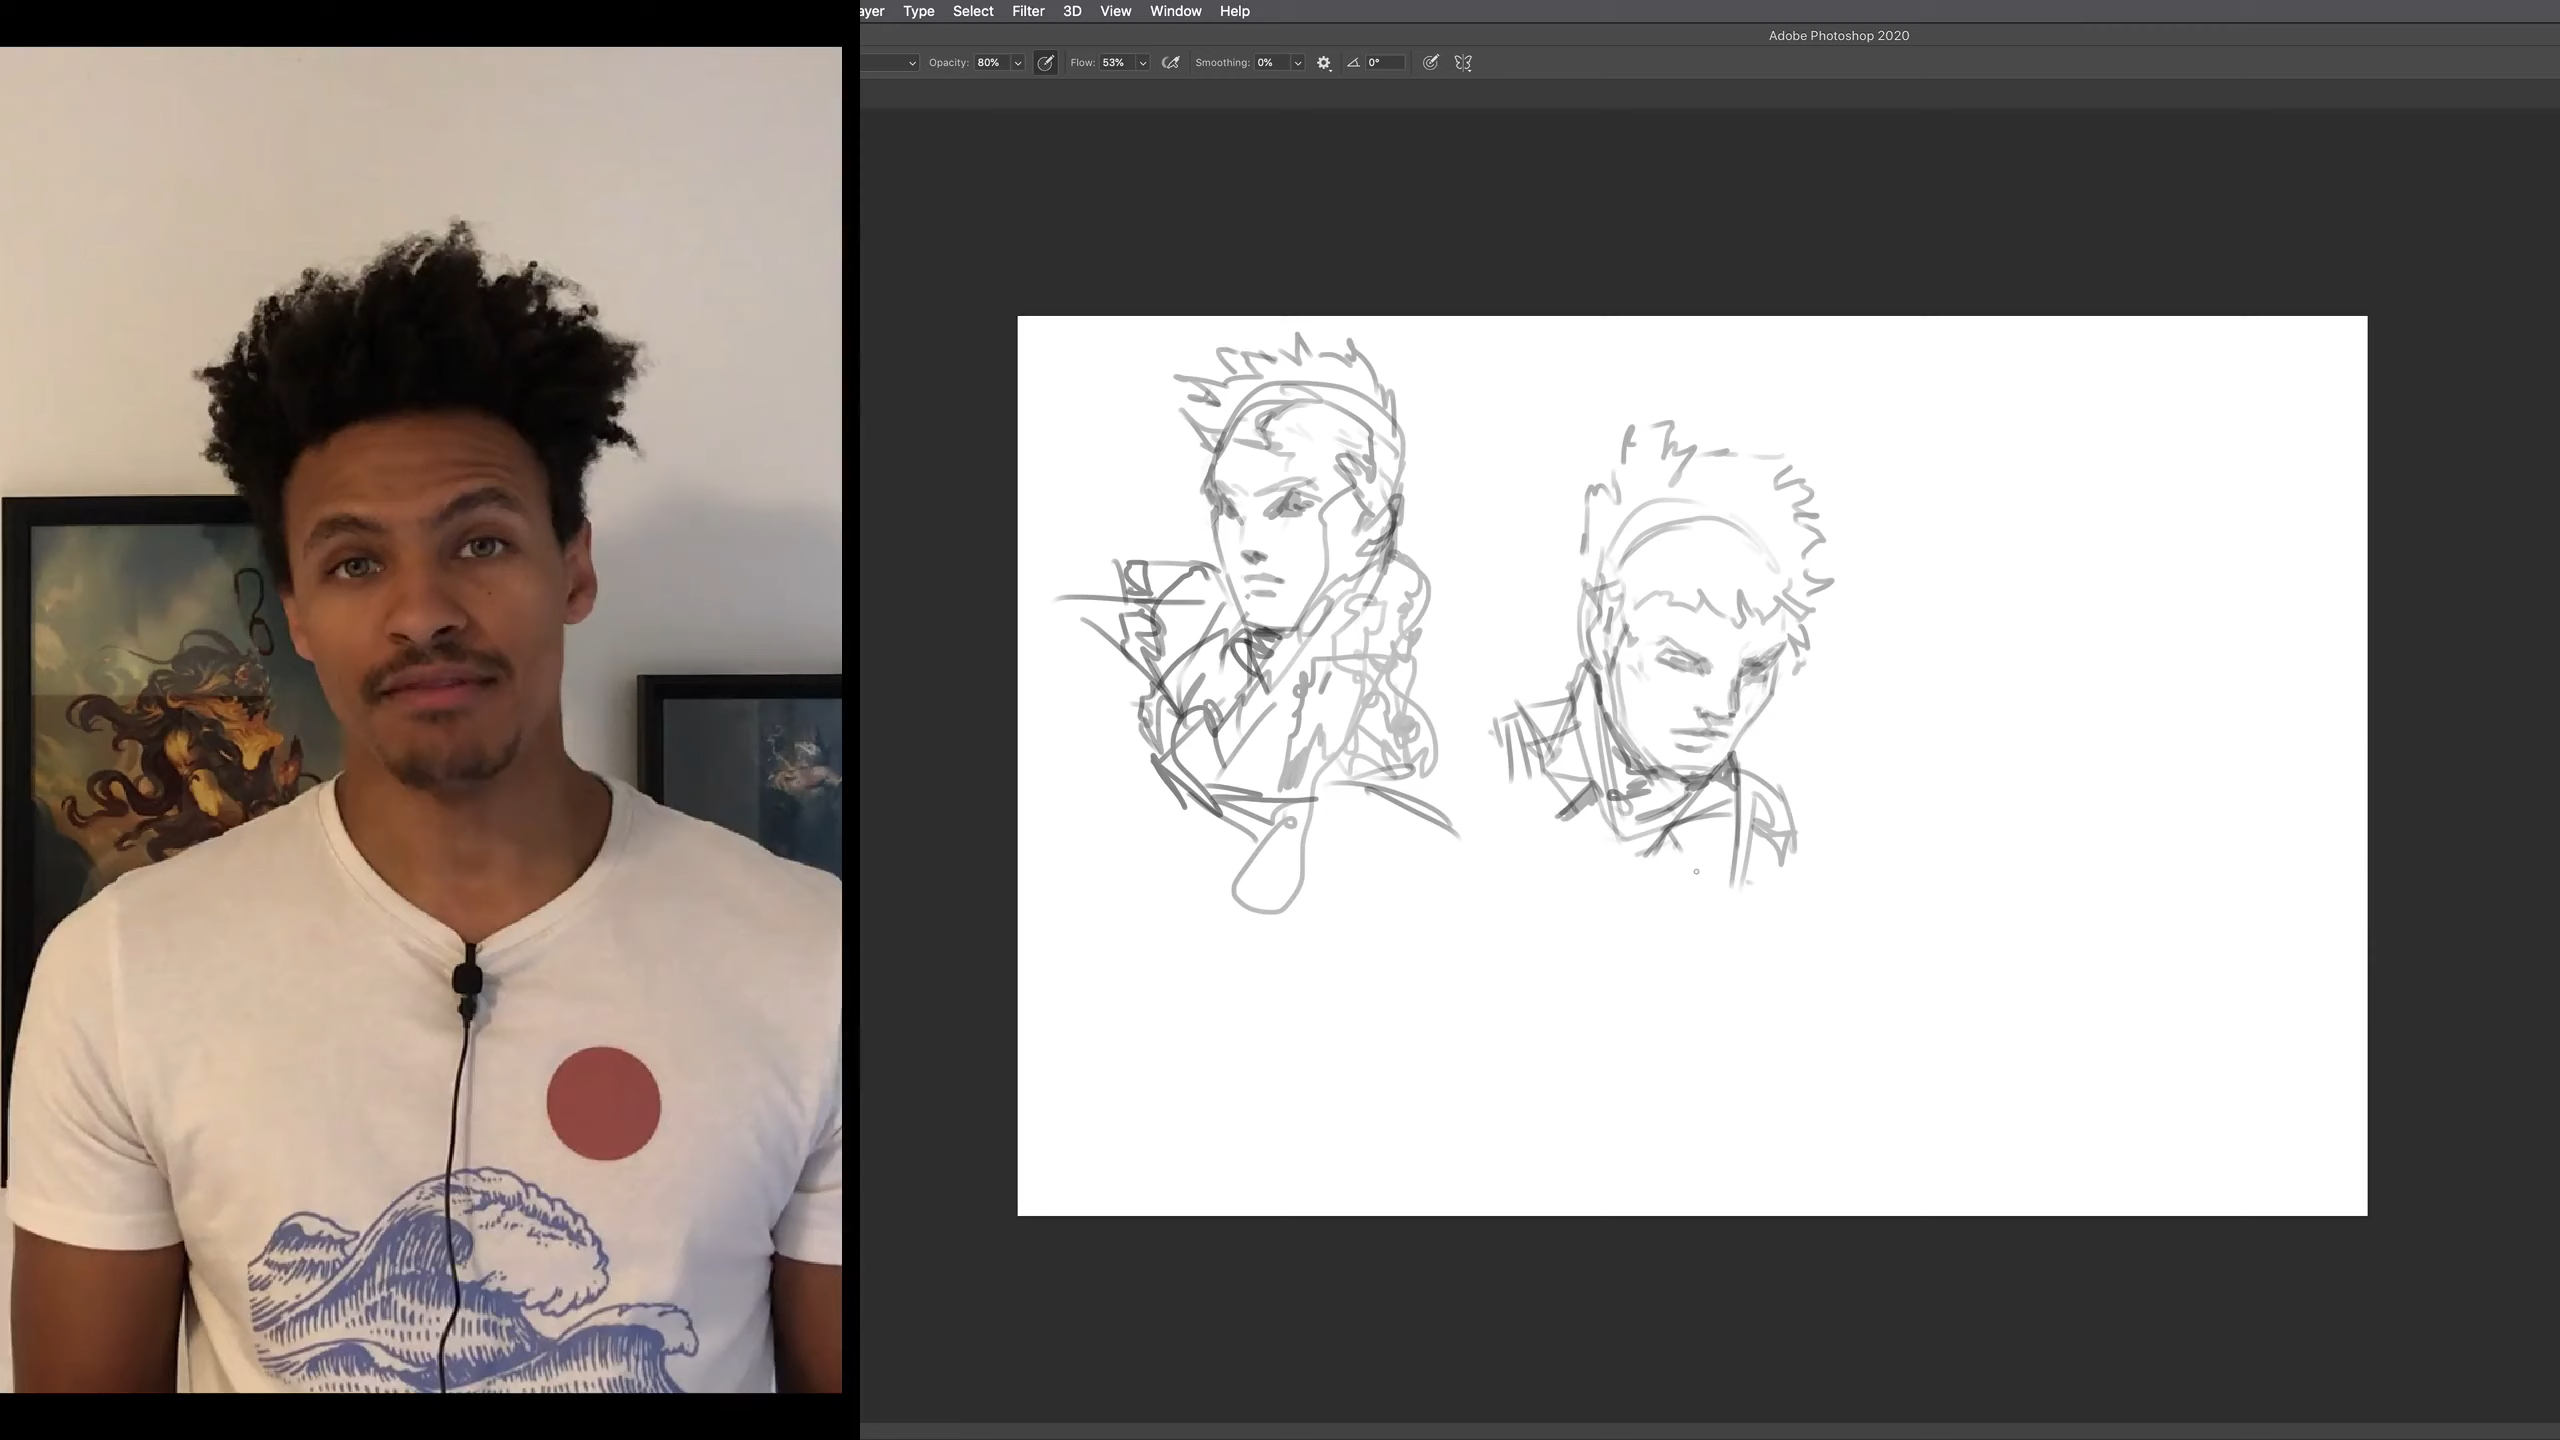 ayer Type Select Filter 3D View Window Help
Adobe Photoshop 2020
Opacity: 80% Flow: 53% Smoothing: 0% 0°